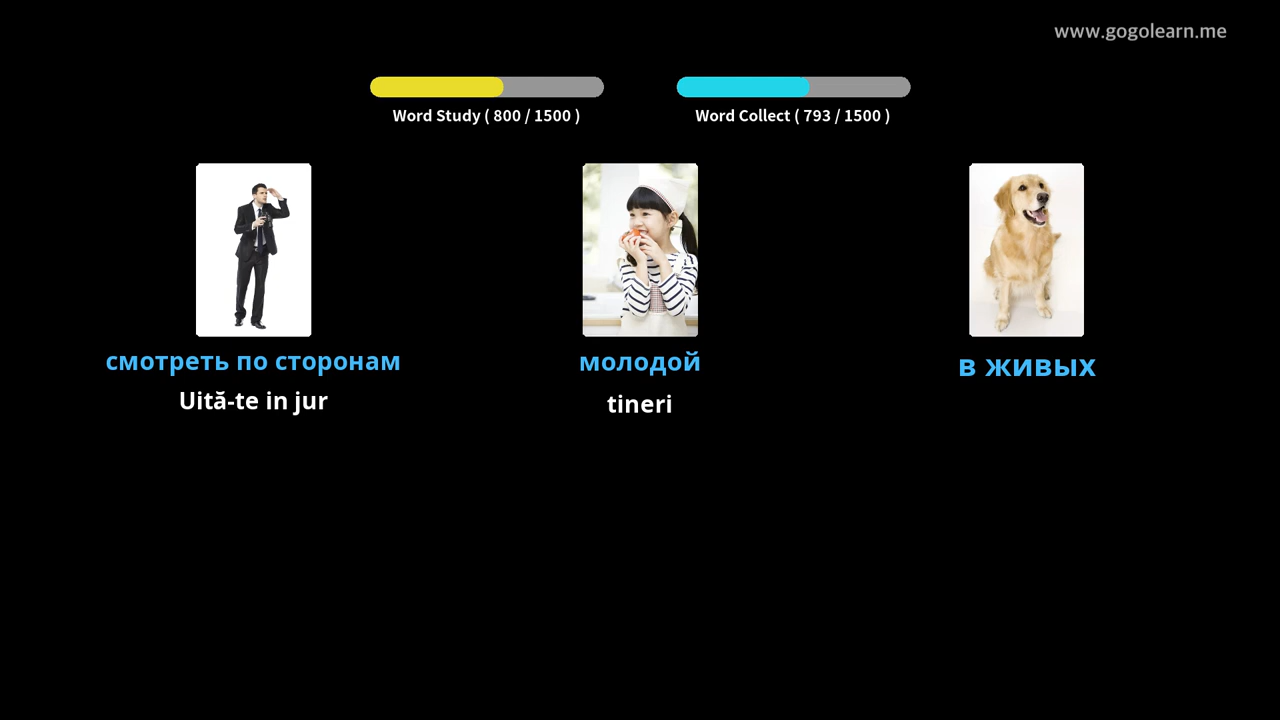 www.gogolearn.me
Word Study ( 800 / 1500 )
Word Collect ( 793 / 1500 )
смотреть по сторонам
Uită-te in jur
молодой
tineri
в живых